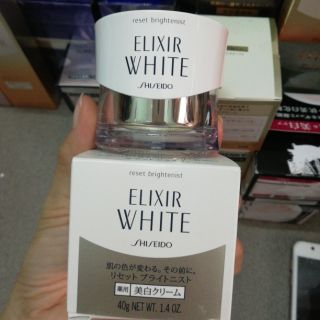 reset brightenist
ELIXIR
WHITE
SHISEIDO
reset brightenist
ELIXIR
WHITE
SHISEIDO
肌の色が変わる。その前に。
リセット ブライトニスト
薬用 美白クリーム
40g NET WT. 1.4 OZ.